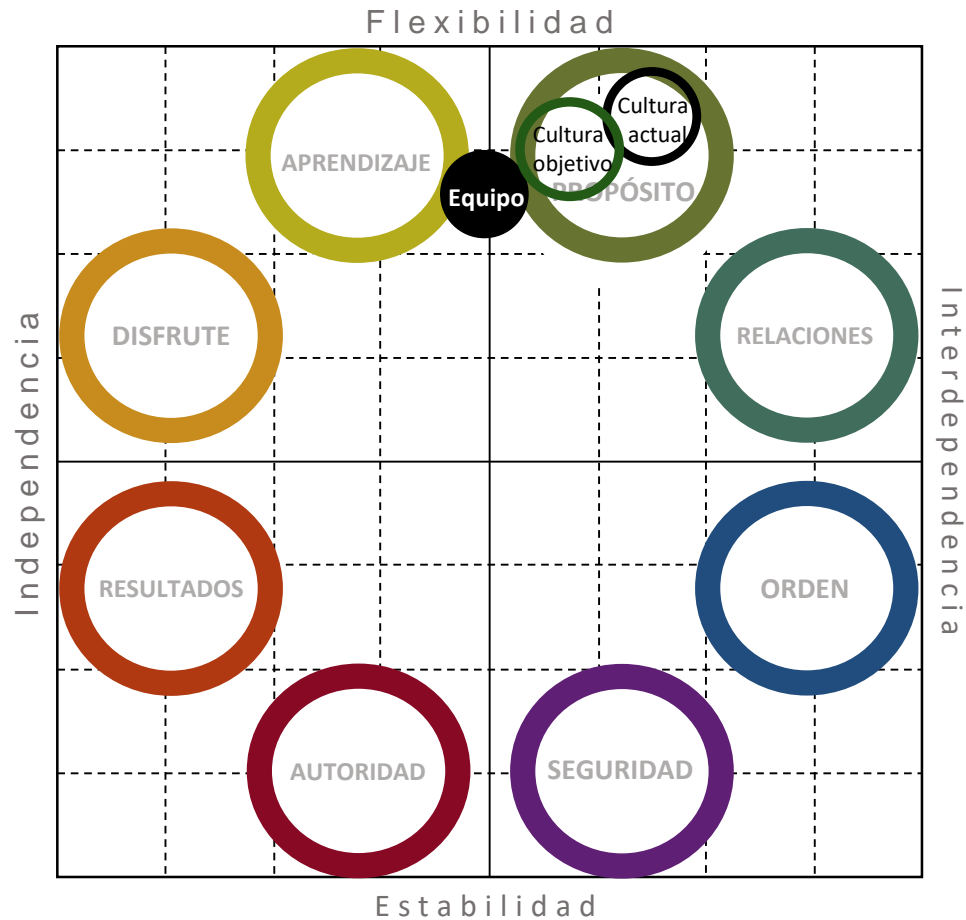 Flexibilidad
Cultura
actual
Cultura
objetivo
APRENDIZAJE
PROPÓSITO
Equipo
Independencia
Interdependencia
DISFRUTE
RELACIONES
RESULTADOS
ORDEN
AUTORIDAD
SEGURIDAD
Estabilidad